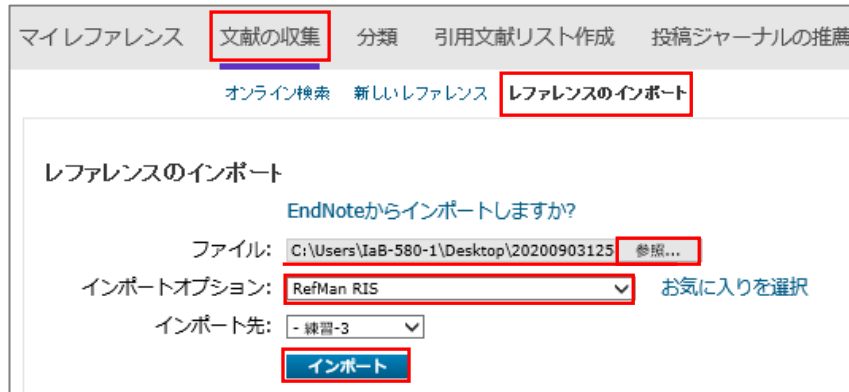 マイレファレンス 文献の収集 分類 引用文献リスト作成 投稿ジャーナルの推薦
オンライン検索 新しいレファレンス レファレンスのインポート
レファレンスのインポート
EndNoteからインポートしますか?
ファイル: C:\Users\IaB-580-1\Desktop\20200903125 参照...
インポートオプション: RefMan RIS お気に入りを選択
インポート先: - 練習-3
インポート